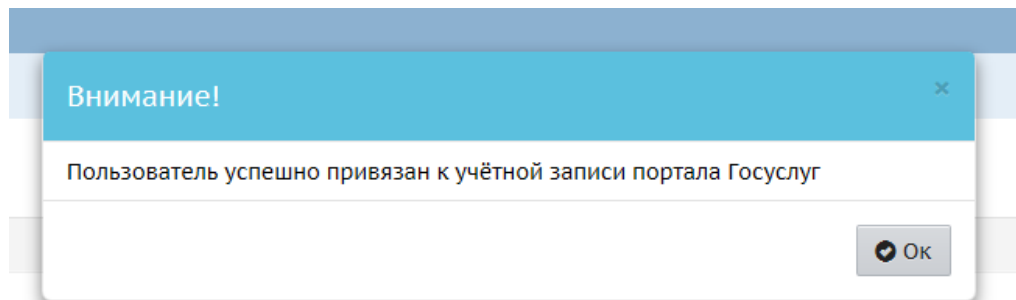 Внимание!
×
Пользователь успешно привязан к учётной записи портала Госуслуг
Ок